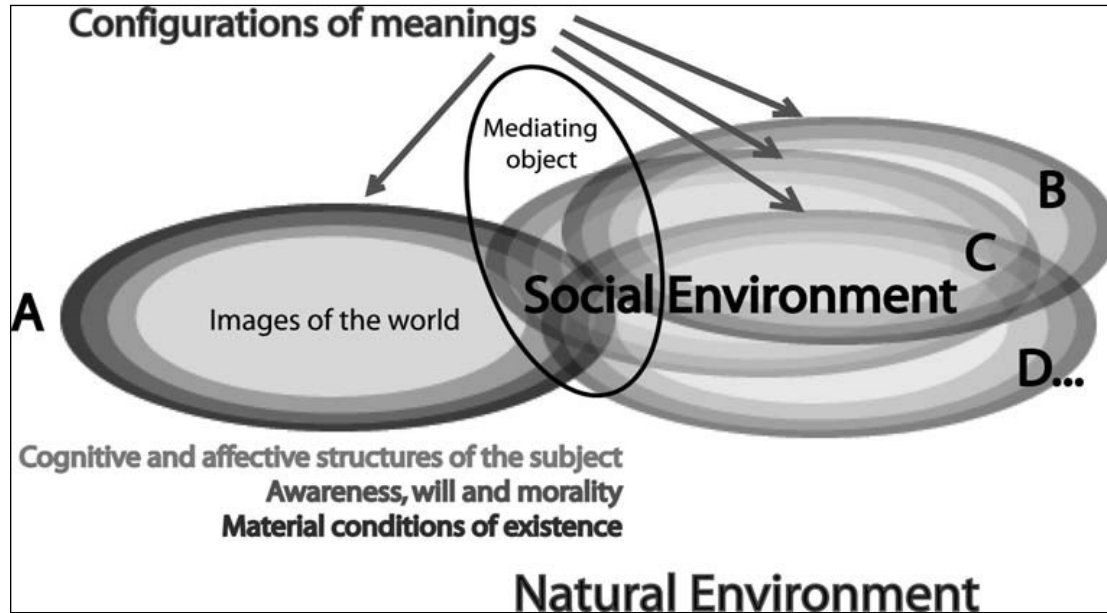 Configurations of meanings
Mediating
object
B
C
Social Environment
A
Images of the world
D...
Cognitive and affective structures of the subject
Awareness, will and morality
Material conditions of existence
Natural Environment